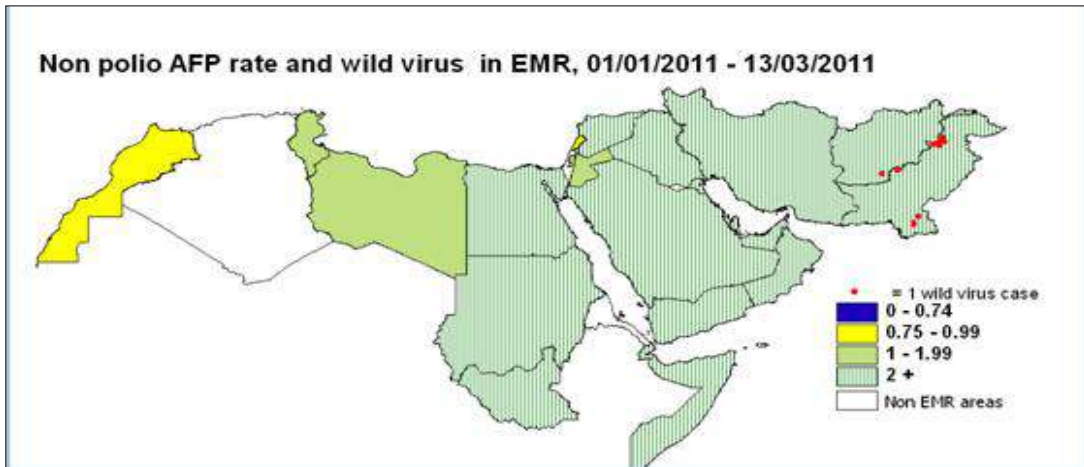 Non polio AFP rate and wild virus in EMR, 01/01/2011 - 13/03/2011
= 1 wild virus case
0 - 0.74
0.75 - 0.99
1 - 1.99
2 +
Non EMR areas